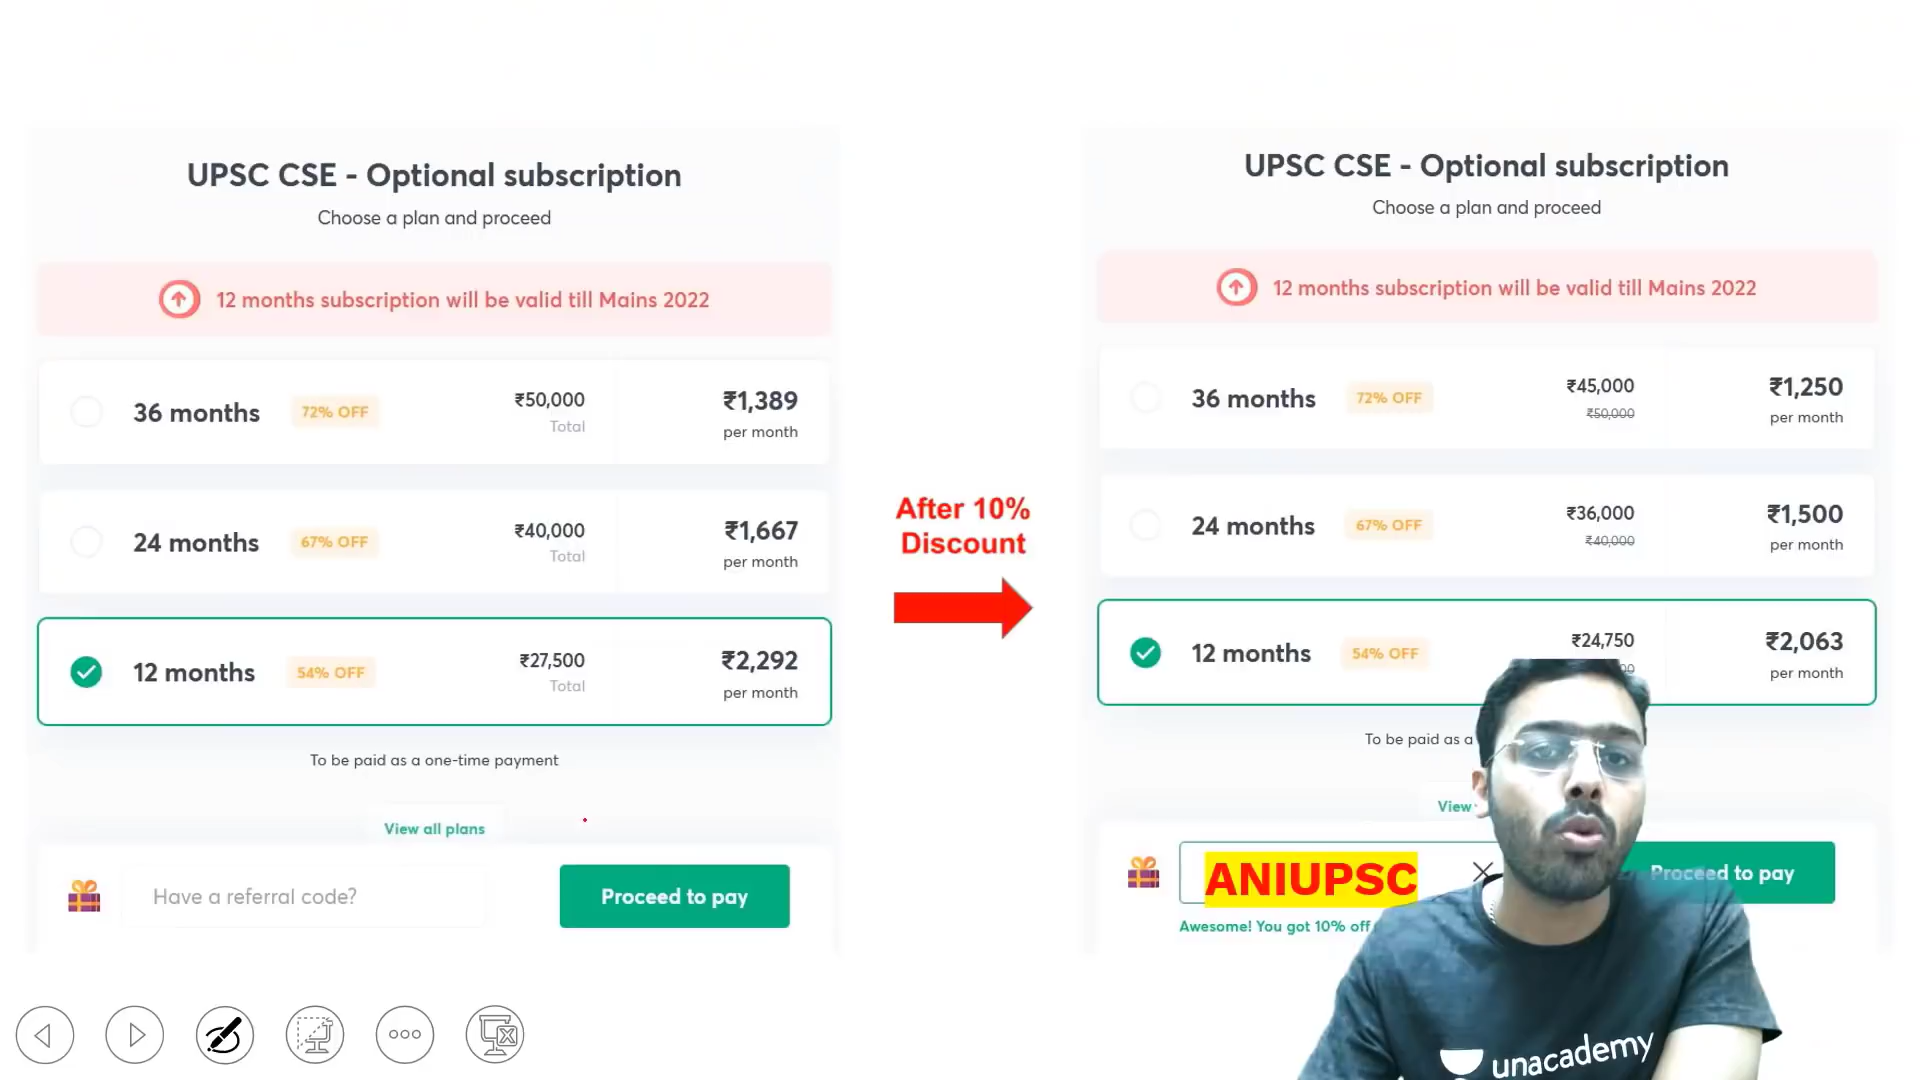 UPSC CSE - Optional subscription
Choose a plan and proceed
12 months subscription will be valid till Mains 2022
36 months 72% OFF ₹50,000 ₹1,389
Total per month
24 months 67% OFF ₹40,000 ₹1,667
Total per month
12 months 54% OFF ₹27,500 ₹2,292
Total per month
To be paid as a one-time payment
View all plans
Have a referral code? Proceed to pay
After 10%
Discount
UPSC CSE - Optional subscription
Choose a plan and proceed
12 months subscription will be valid till Mains 2022
36 months 72% OFF ₹45,000 ₹1,250
₹50,000 per month
24 months 67% OFF ₹36,000 ₹1,500
₹40,000 per month
12 months 54% OFF ₹24,750 ₹2,063
per month
To be paid as a
View
ANIUPSC Proceed to pay
Awesome! You got 10% off
unacademy